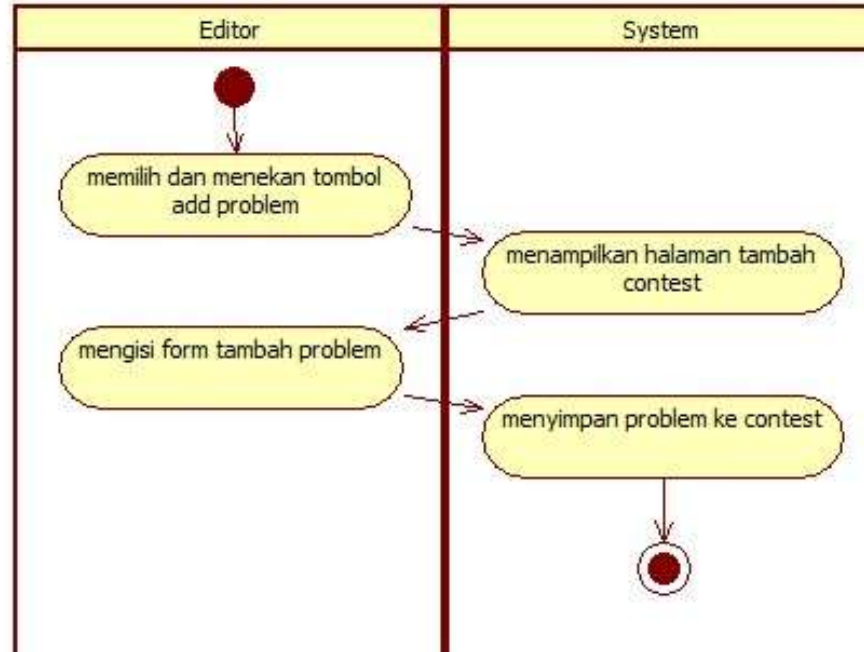 Editor
System
memilih dan menekan tombol
add problem
menampilkan halaman tambah
contest
mengisi form tambah problem
menyimpan problem ke contest